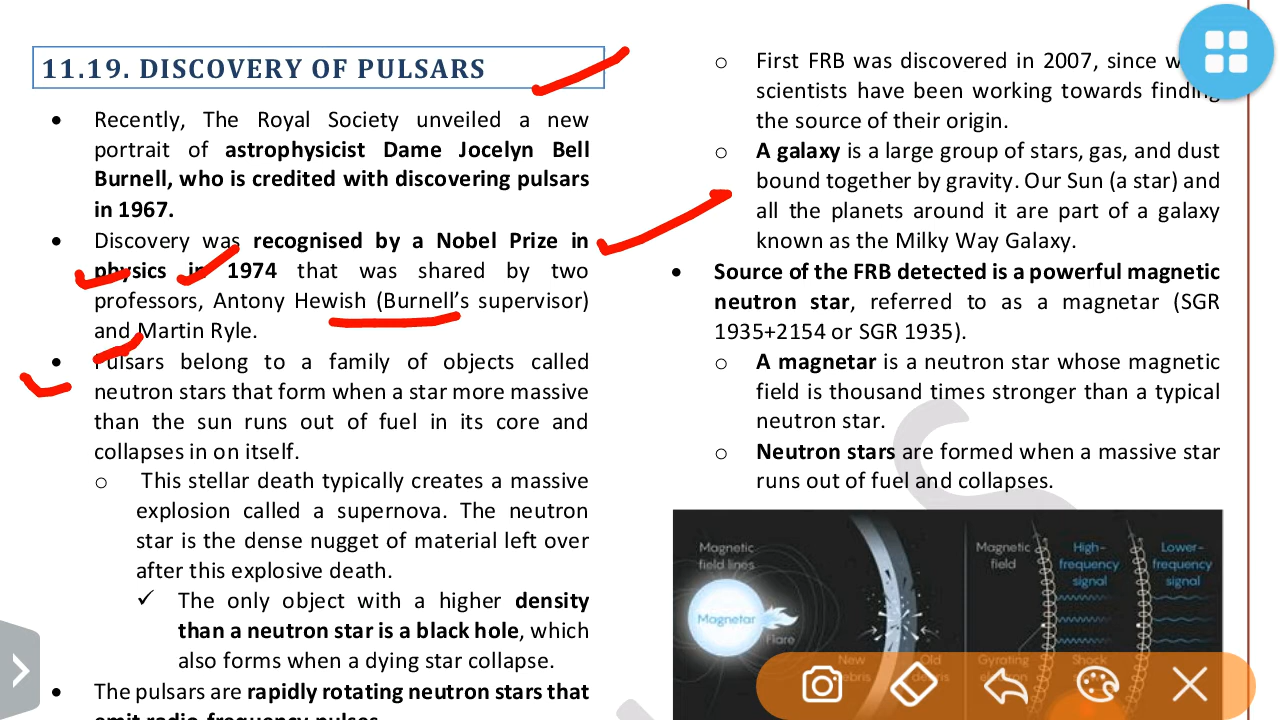 11.19. DISCOVERY OF PULSARS
• Recently, The Royal Society unveiled a new
portrait of astrophysicist Dame Jocelyn Bell
Burnell, who is credited with discovering pulsars
in 1967.
• Discovery was recognised by a Nobel Prize in
physics in 1974 that was shared by two
professors, Antony Hewish (Burnell's supervisor)
and Martin Ryle.
• Pulsars belong to a family of objects called
neutron stars that form when a star more massive
than the sun runs out of fuel in its core and
collapses in on itself.
o This stellar death typically creates a massive
explosion called a supernova. The neutron
star is the dense nugget of material left over
after this explosive death.
✓ The only object with a higher density
than a neutron star is a black hole, which
also forms when a dying star collapse.
• The pulsars are rapidly rotating neutron stars that
emit radio-frequency pulses
o First FRB was discovered in 2007, since
scientists have been working towards finding
the source of their origin.
o A galaxy is a large group of stars, gas, and dust
bound together by gravity. Our Sun (a star) and
all the planets around it are part of a galaxy
known as the Milky Way Galaxy.
• Source of the FRB detected is a powerful magnetic
neutron star, referred to as a magnetar (SGR
1935+2154 or SGR 1935).
o A magnetar is a neutron star whose magnetic
field is thousand times stronger than a typical
neutron star.
o Neutron stars are formed when a massive star
runs out of fuel and collapses.
Magnetic
field lines
Magnetar
Flare
New
debris
Old
debris
Magnetic
field
High-
frequency
signal
Lower-
frequency
signal
Gyrating
Shock